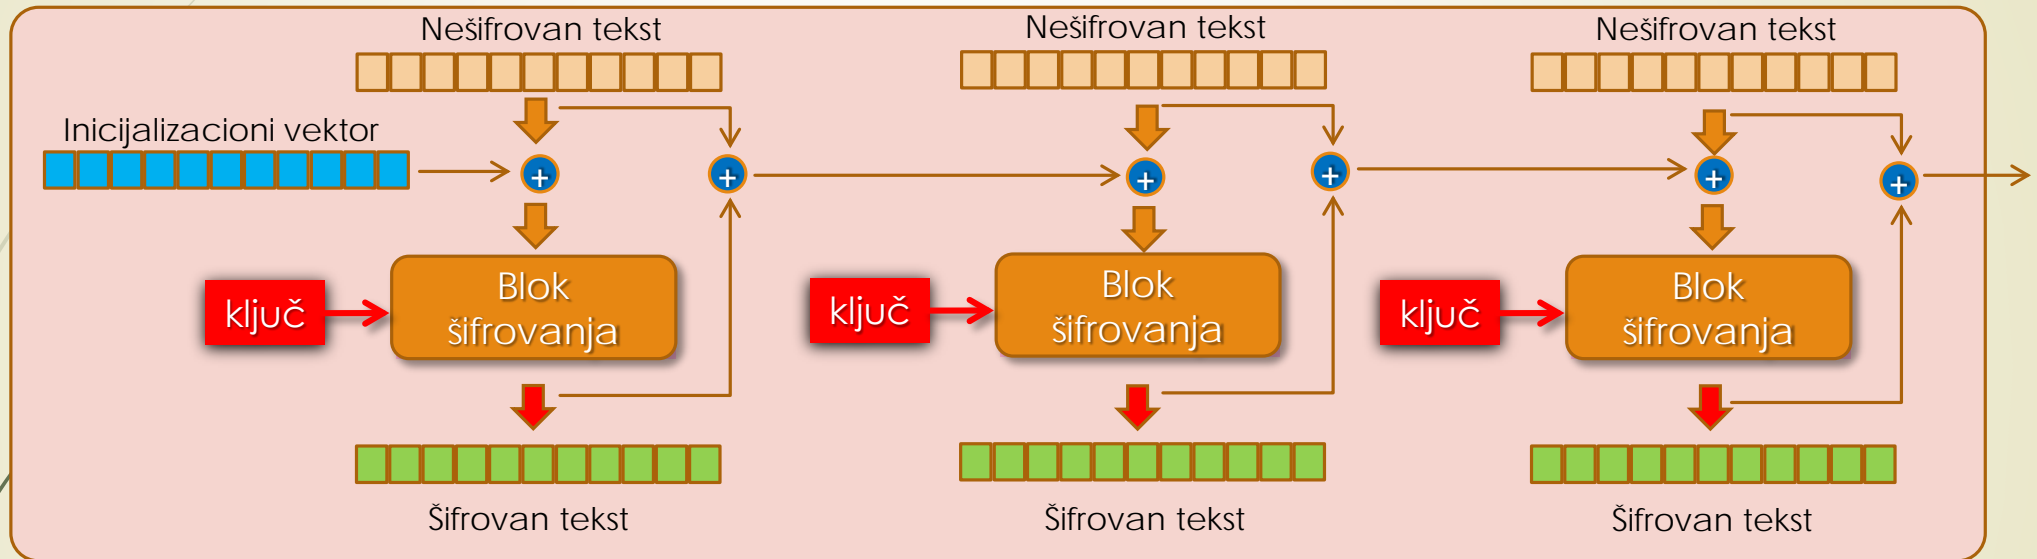 Nešifrovan tekst
Nešifrovan tekst
Nešifrovan tekst
Inicijalizacioni vektor
+
+
+
+
+
+
ključ
Blok
šifrovanja
ključ
Blok
šifrovanja
ključ
Blok
šifrovanja
Šifrovan tekst
Šifrovan tekst
Šifrovan tekst